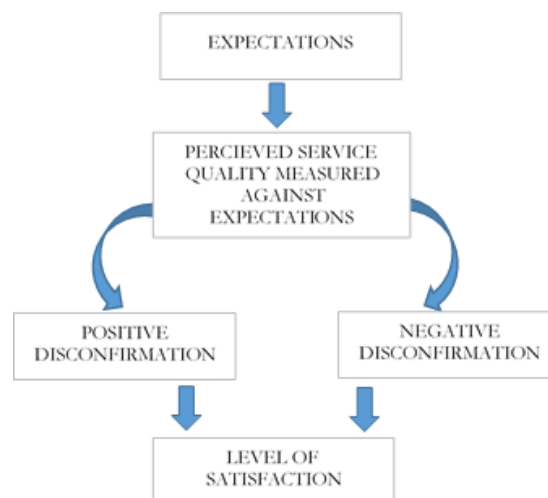 EXPECTATIONS
PERCIEVED SERVICE
QUALITY MEASURED
AGAINST
EXPECTATIONS
POSITIVE
DISCONFIRMATION
NEGATIVE
DISCONFIRMATION
LEVEL OF
SATISFACTION